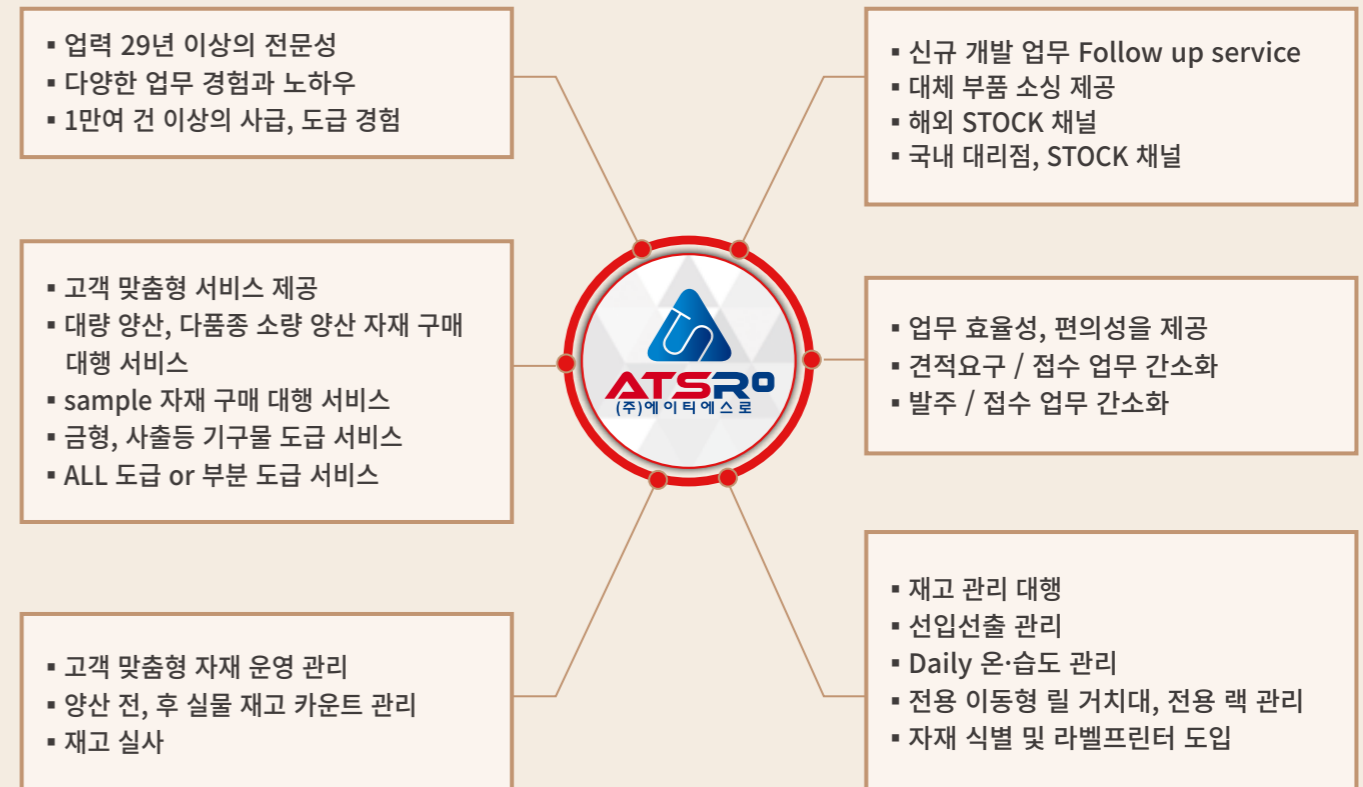 ▪ 업력 29년 이상의 전문성
▪ 다양한 업무 경험과 노하우
▪ 1만여 건 이상의 사급, 도급 경험
▪ 신규 개발 업무 Follow up service
▪ 대체 부품 소싱 제공
▪ 해외 STOCK 채널
▪ 국내 대리점, STOCK 채널
▪ 고객 맞춤형 서비스 제공
▪ 대량 양산, 다품종 소량 양산 자재 구매
대행 서비스
▪ sample 자재 구매 대행 서비스
▪ 금형, 사출등 기구물 도급 서비스
▪ ALL 도급 or 부분 도급 서비스
ATSRO
(주)에이티에스로
▪ 업무 효율성, 편의성을 제공
▪ 견적요구 / 접수 업무 간소화
▪ 발주 / 접수 업무 간소화
▪ 고객 맞춤형 자재 운영 관리
▪ 양산 전, 후 실물 재고 카운트 관리
▪ 재고 실사
▪ 재고 관리 대행
▪ 선입선출 관리
▪ Daily 온·습도 관리
▪ 전용 이동형 릴 거치대, 전용 랙 관리
▪ 자재 식별 및 라벨프린터 도입